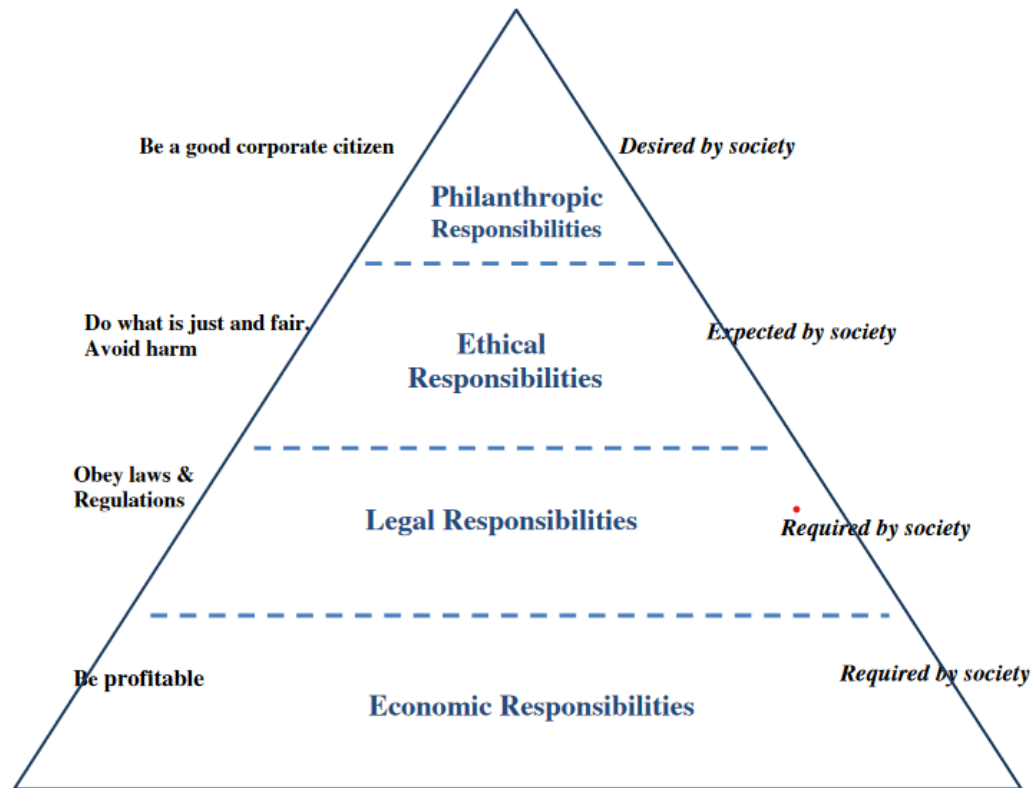 Be a good corporate citizen
Desired by society
Philanthropic
Responsibilities
Do what is just and fair,
Avoid harm
Expected by society
Ethical
Responsibilities
Obey laws &
Regulations
Legal Responsibilities
Required by society
Be profitable
Required by society
Economic Responsibilities